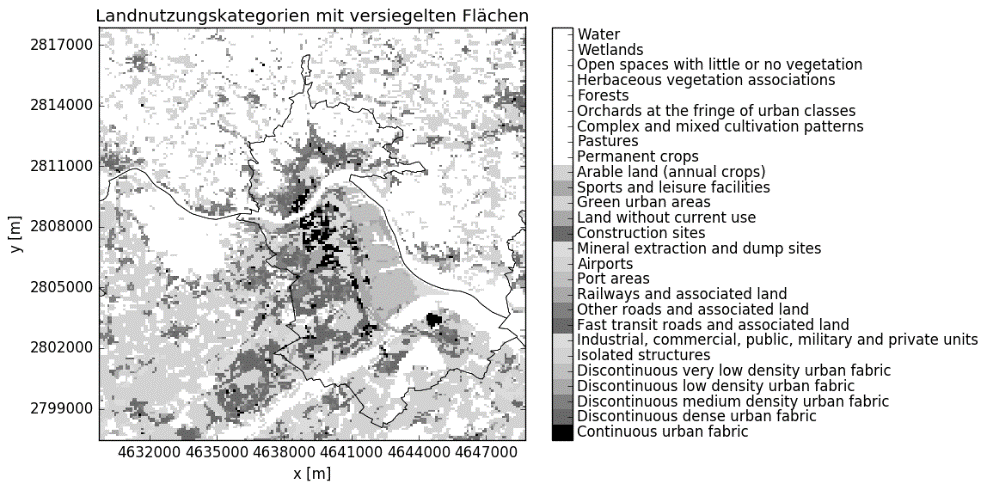 Landnutzungskategorien mit versiegelten Flächen
2817000
2814000
2811000
2808000
2805000
2802000
2799000
y [m]
4632000 4635000 4638000 4641000 4644000 4647000
x [m]
Water
Wetlands
Open spaces with little or no vegetation
Herbaceous vegetation associations
Forests
Orchards at the fringe of urban classes
Complex and mixed cultivation patterns
Pastures
Permanent crops
Arable land (annual crops)
Sports and leisure facilities
Green urban areas
Land without current use
Construction sites
Mineral extraction and dump sites
Airports
Port areas
Railways and associated land
Other roads and associated land
Fast transit roads and associated land
Industrial, commercial, public, military and private units
Isolated structures
Discontinuous very low density urban fabric
Discontinuous low density urban fabric
Discontinuous medium density urban fabric
Discontinuous dense urban fabric
Continuous urban fabric